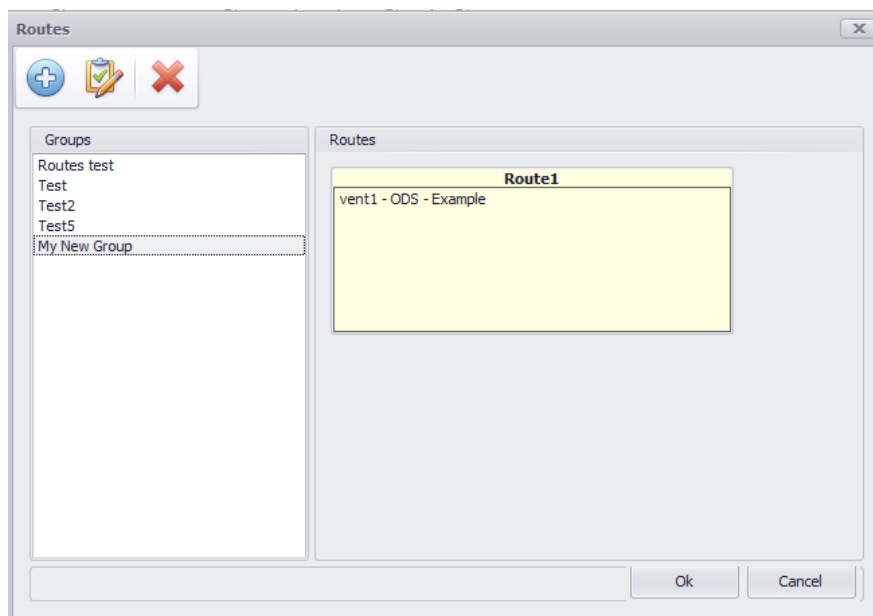 Routes
Groups
Routes test
Test
Test2
Test5
My New Group
Routes
Route1
vent1 - ODS - Example
Ok
Cancel